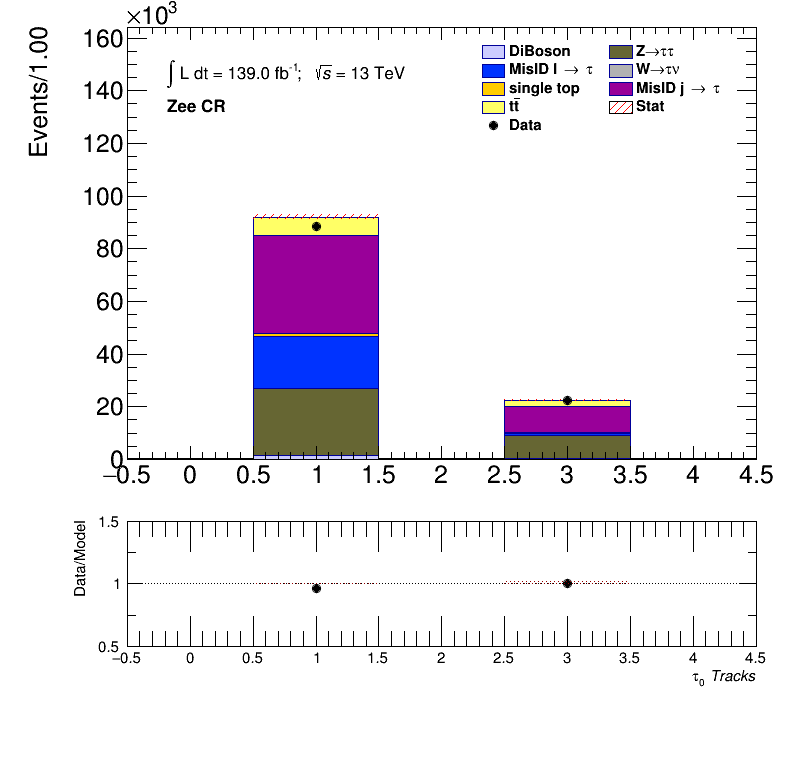 ×10³
Events/1.00
160
140
120
100
80
60
40
20
0
∫ L dt = 139.0 fb⁻¹; √s = 13 TeV
Zee CR
DiBoson
MisID l → τ
single top
tt̄
Data
Z→ττ
W→τν
MisID j → τ
Stat
−0.5 0 0.5 1 1.5 2 2.5 3 3.5 4 4.5
Data/Model
1.5
1
0.5
−0.5 0 0.5 1 1.5 2 2.5 3 3.5 4 4.5
τ₀ Tracks